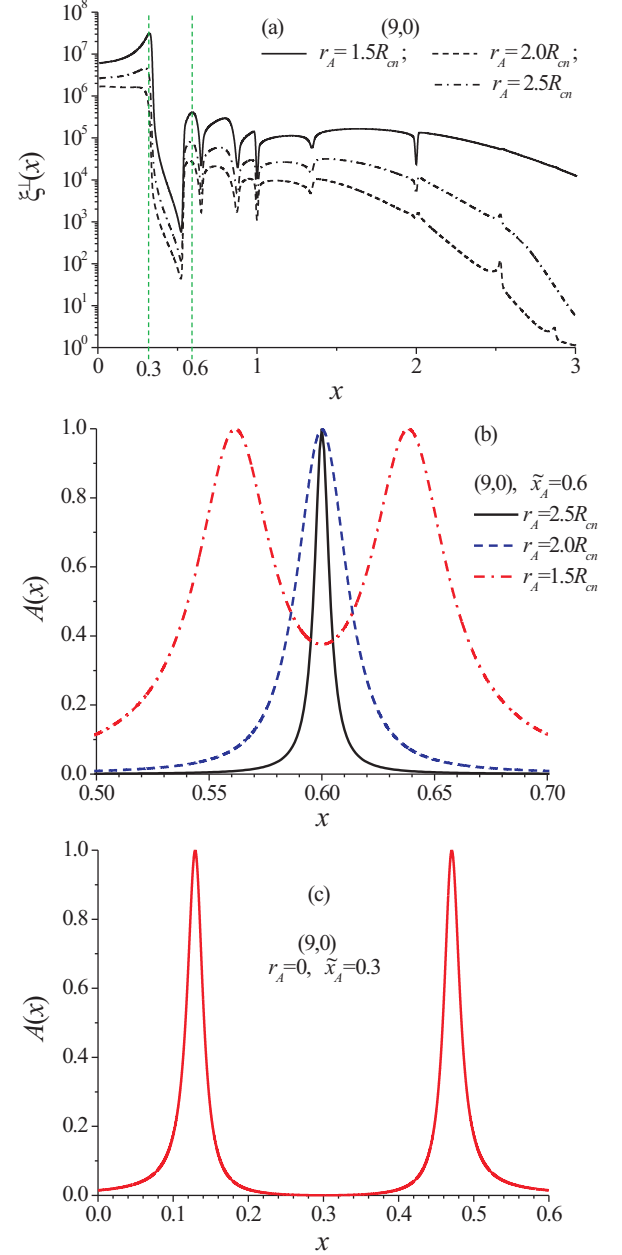 (a) (9,0)
r_A=1.5R_cn; r_A=2.0R_cn;
r_A=2.5R_cn
10^8
10^7
10^6
10^5
10^4
10^3
10^2
10^1
10^0
ξ^⊥(x)
0 0.3 0.6 1 2 3
x
(b)
(9,0), x̃_A=0.6
r_A=2.5R_cn
r_A=2.0R_cn
r_A=1.5R_cn
1.0
0.8
0.6
0.4
0.2
0.0
A(x)
0.50 0.55 0.60 0.65 0.70
x
(c)
(9,0)
r_A=0, x̃_A=0.3
1.0
0.8
0.6
0.4
0.2
0.0
A(x)
0.0 0.1 0.2 0.3 0.4 0.5 0.6
x